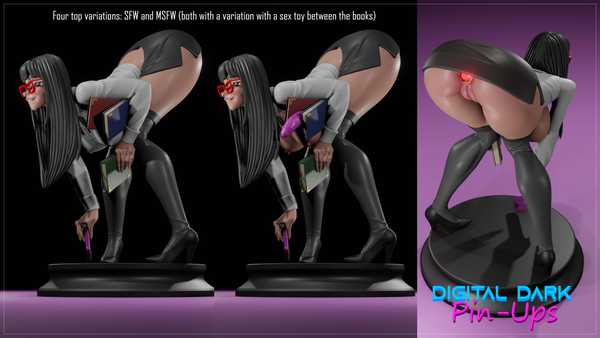 Four top variations: SFW and MSFW (both with a variation with a sex toy between the books)
DIGITAL DARK
Pin-Ups